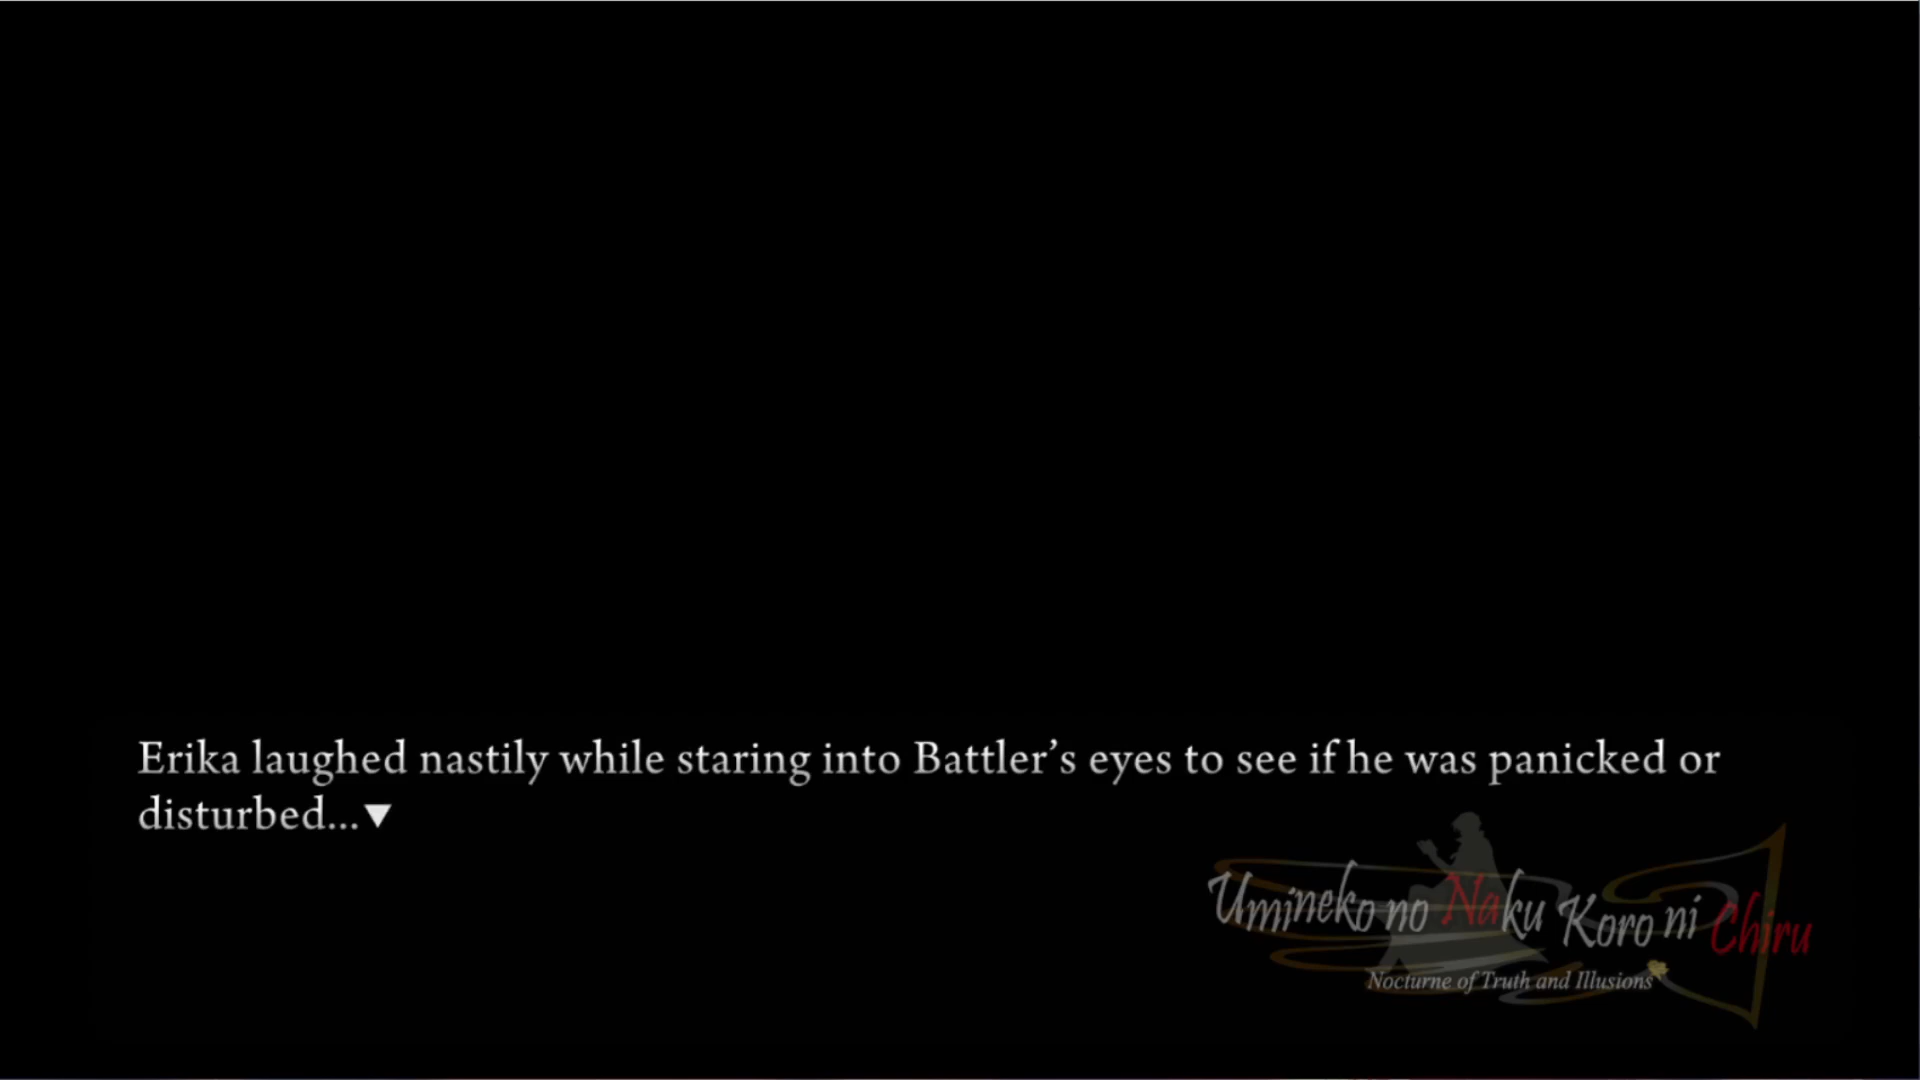 Erika laughed nastily while staring into Battler’s eyes to see if he was panicked or
disturbed...▼
Umineko no Naku Koro ni Chiru
Nocturne of Truth and Illusions